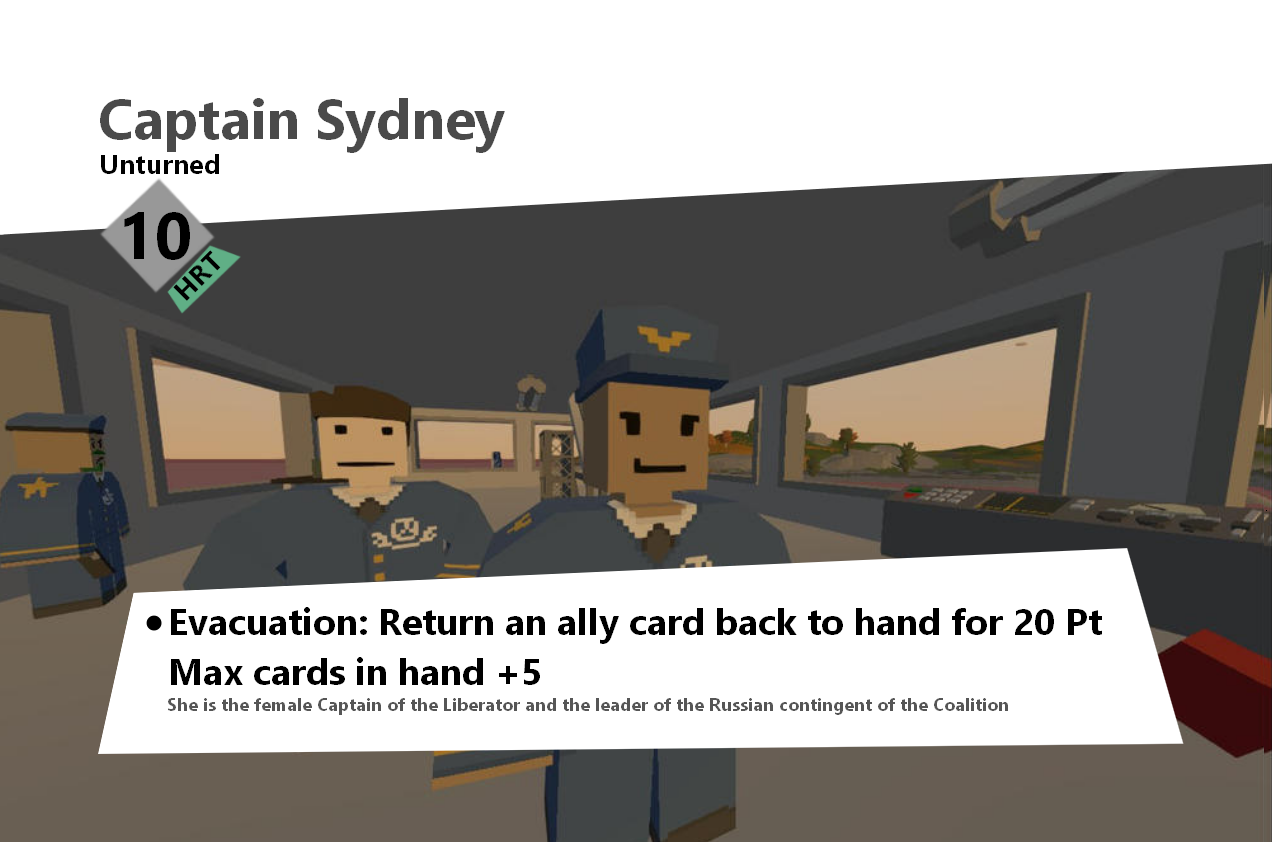 Captain Sydney
Unturned
10
HRT
•Evacuation: Return an ally card back to hand for 20 Pt
Max cards in hand +5
She is the female Captain of the Liberator and the leader of the Russian contingent of the Coalition